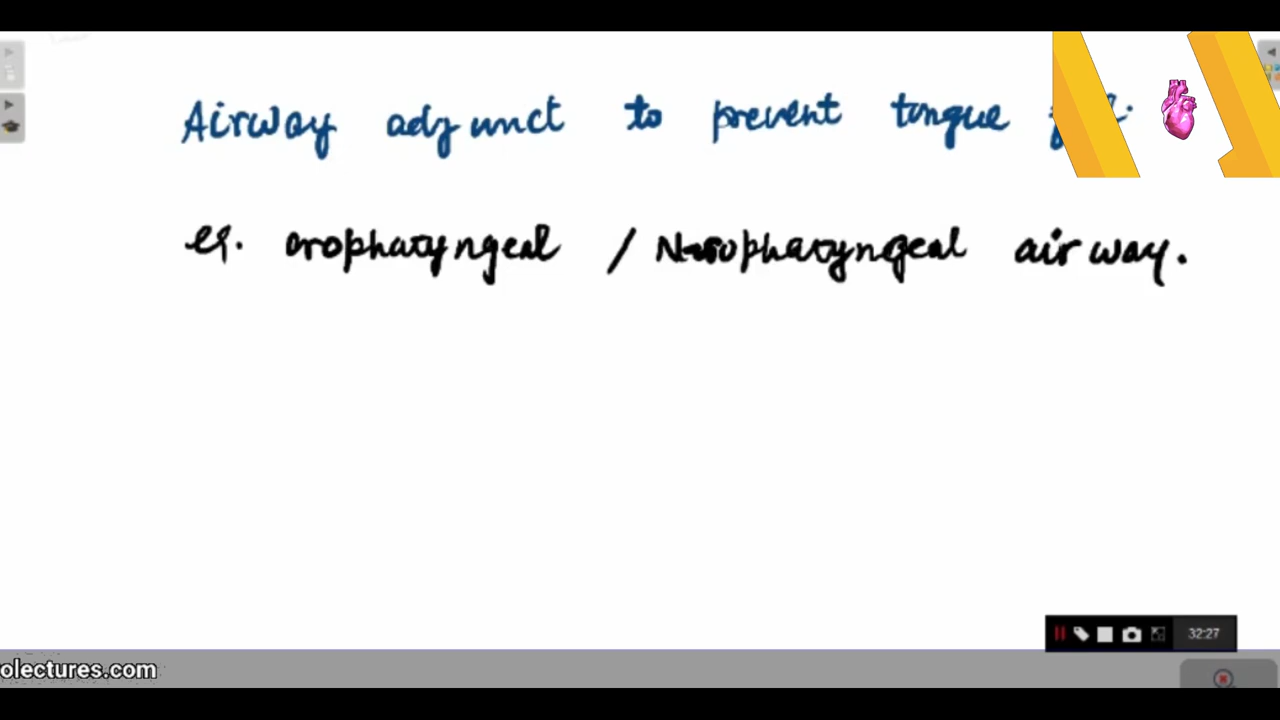 Airway adjunct to prevent tongue
eg. oropharyngeal / Nasopharyngeal airway.
32:27
olectures.com